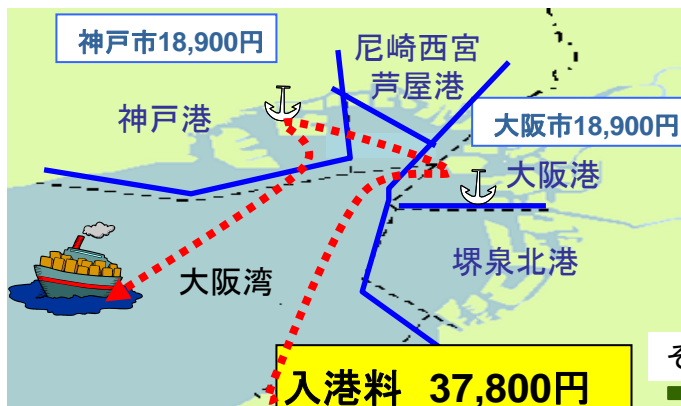 神戸市18,900円
尼崎西宮
芦屋港
神戸港
大阪市18,900円
大阪港
堺泉北港
大阪湾
入港料 37,800円
そ